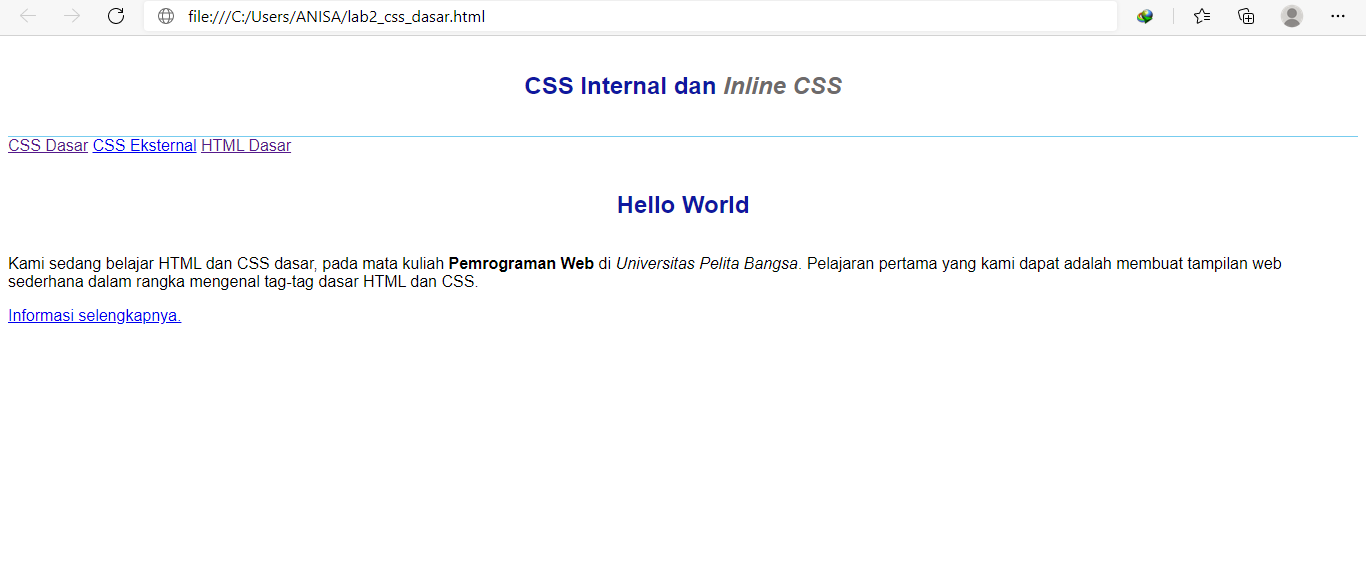 file:///C:/Users/ANISA/lab2_css_dasar.html
CSS Internal dan Inline CSS
CSS Dasar CSS Eksternal HTML Dasar
Hello World
Kami sedang belajar HTML dan CSS dasar, pada mata kuliah Pemrograman Web di Universitas Pelita Bangsa. Pelajaran pertama yang kami dapat adalah membuat tampilan web
sederhana dalam rangka mengenal tag-tag dasar HTML dan CSS.
Informasi selengkapnya.